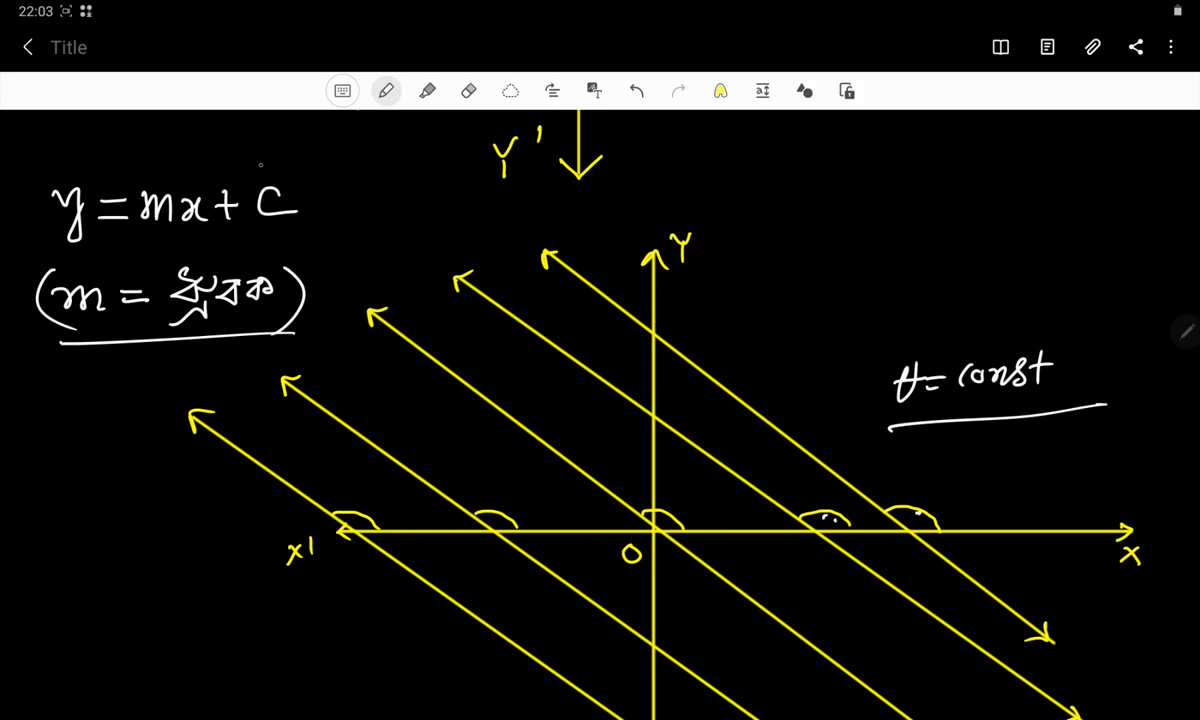 22:03
Title
Y'
y = mx + c
(m = ধ্রুবক)
Y
θ = const
X'
O
X